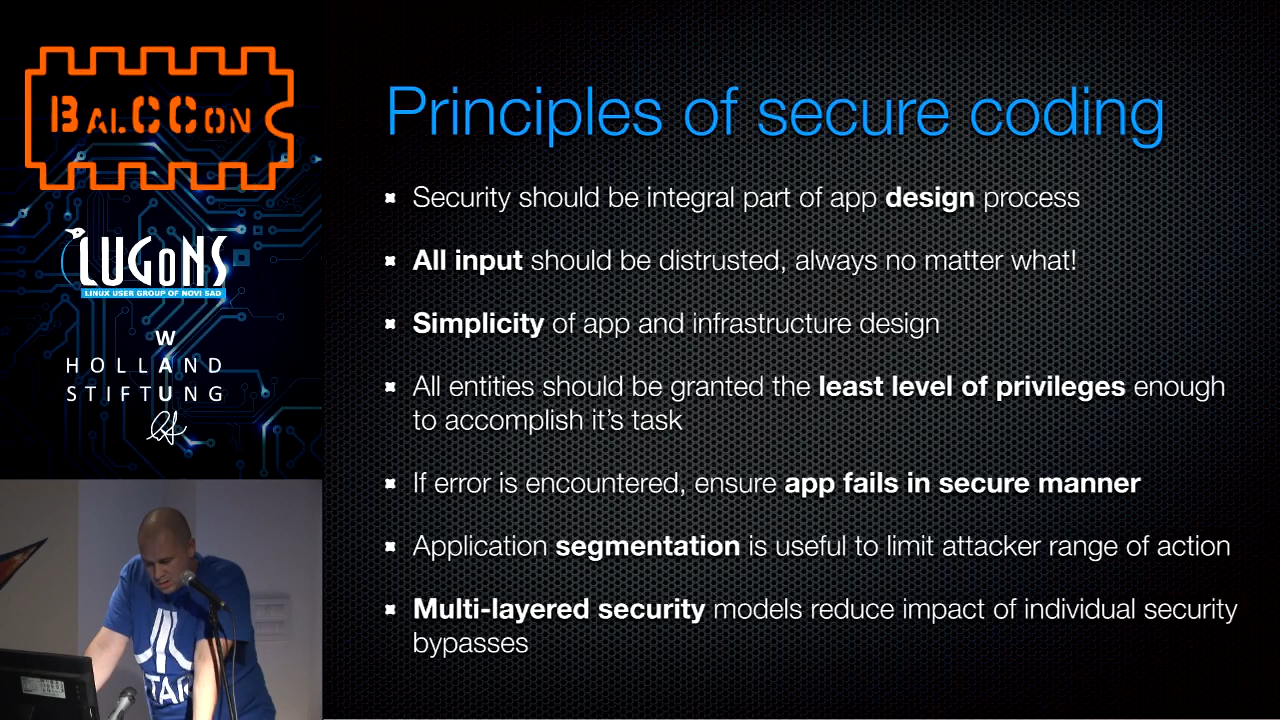 BALCCON
LUGONS
LINUX USER GROUP OF NOVI SAD
W
HOLLAND
STIFTUNG
Principles of secure coding
Security should be integral part of app design process
All input should be distrusted, always no matter what!
Simplicity of app and infrastructure design
All entities should be granted the least level of privileges enough
to accomplish it's task
If error is encountered, ensure app fails in secure manner
Application segmentation is useful to limit attacker range of action
Multi-layered security models reduce impact of individual security
bypasses